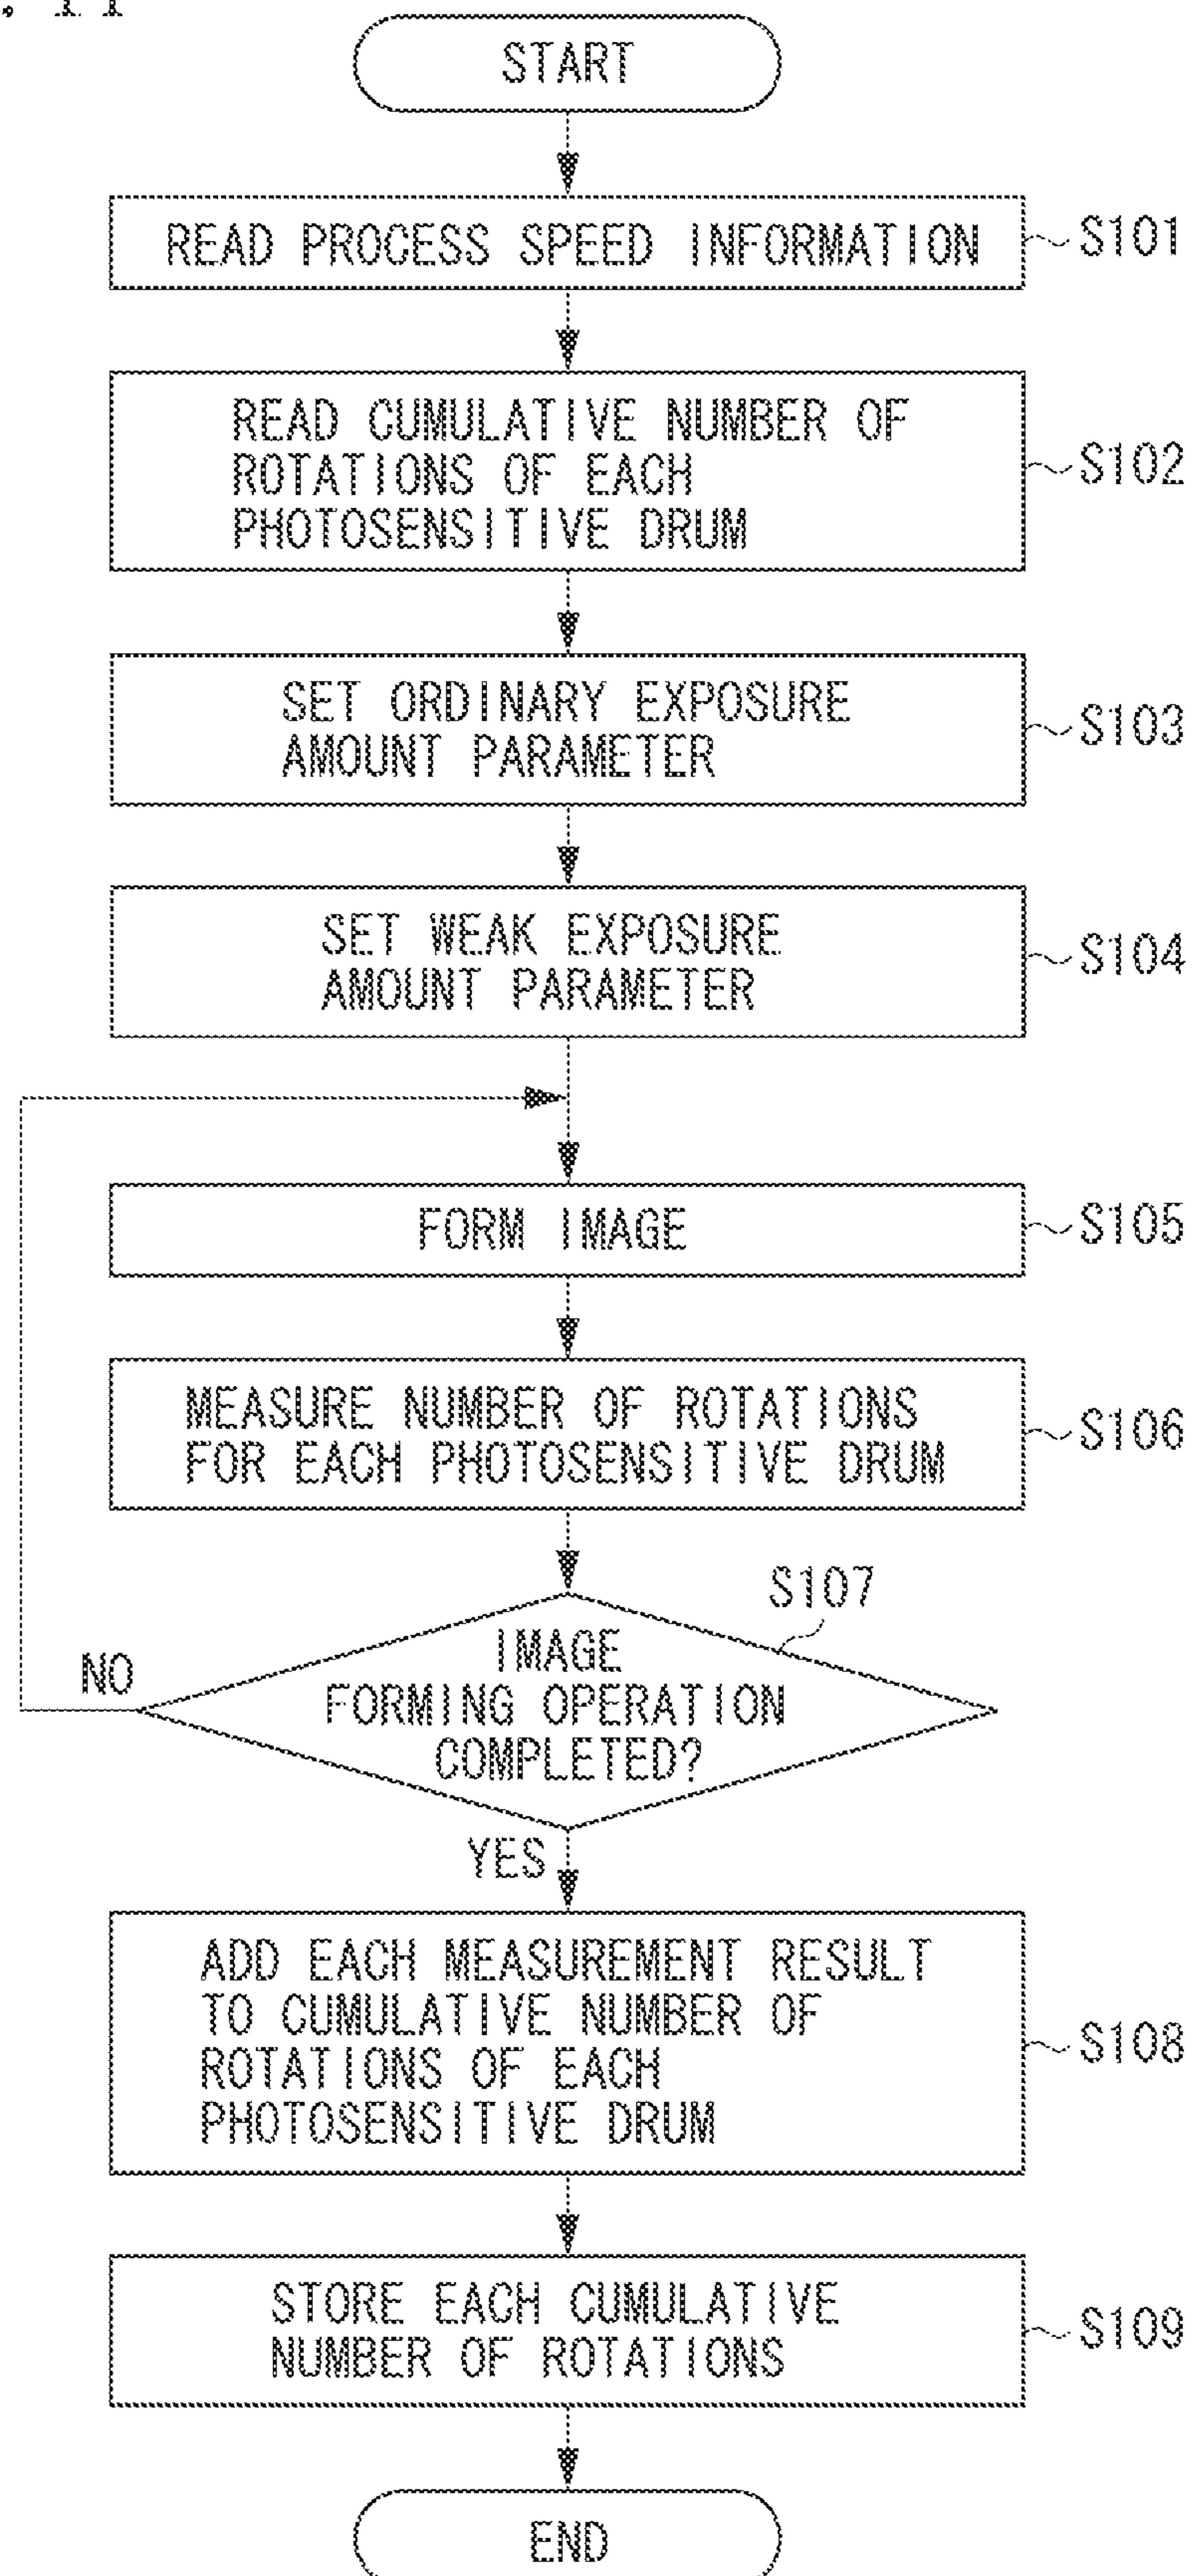 START
READ PROCESS SPEED INFORMATION
S101
READ CUMULATIVE NUMBER OF
ROTATIONS OF EACH
PHOTOSENSITIVE DRUM
S102
SET ORDINARY EXPOSURE
AMOUNT PARAMETER
S103
SET WEAK EXPOSURE
AMOUNT PARAMETER
S104
FORM IMAGE
S105
MEASURE NUMBER OF ROTATIONS
FOR EACH PHOTOSENSITIVE DRUM
S106
S107
IMAGE
FORMING OPERATION
COMPLETED?
NO
YES
ADD EACH MEASUREMENT RESULT
TO CUMULATIVE NUMBER OF
ROTATIONS OF EACH
PHOTOSENSITIVE DRUM
S108
STORE EACH CUMULATIVE
NUMBER OF ROTATIONS
S109
END